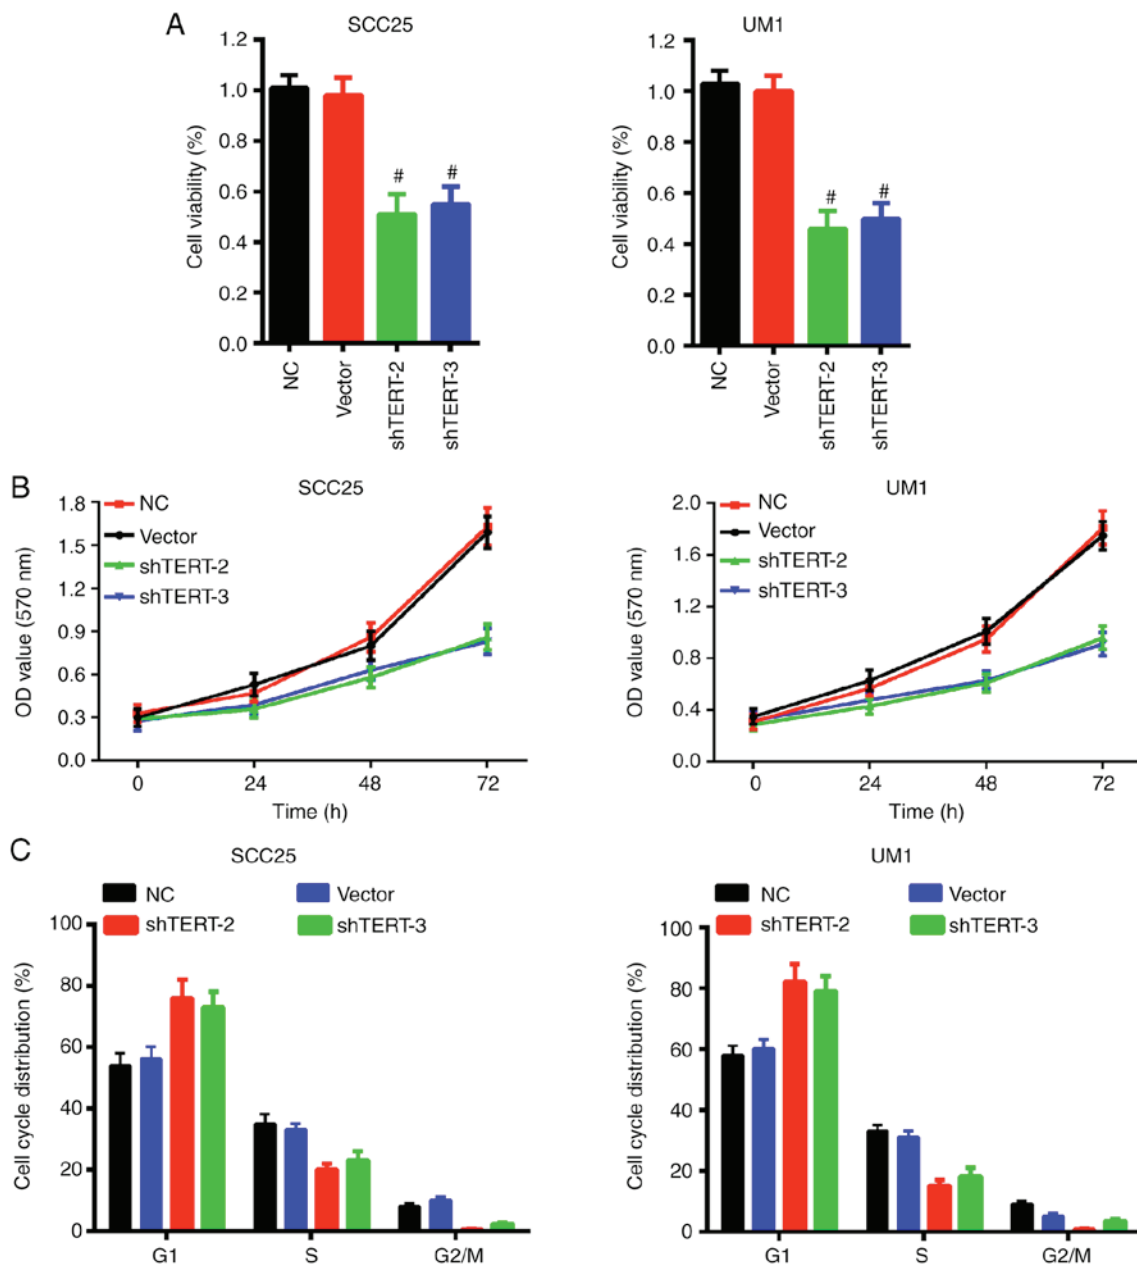 A
SCC25
UM1
Cell viability (%)
1.2
1.0
0.8
0.6
0.4
0.2
0.0
#
#
NC
Vector
shTERT-2
shTERT-3
Cell viability (%)
1.2
1.0
0.8
0.6
0.4
0.2
0.0
#
#
NC
Vector
shTERT-2
shTERT-3
B
SCC25
OD value (570 nm)
1.8
1.5
1.2
0.9
0.6
0.3
0.0
NC
Vector
shTERT-2
shTERT-3
0 24 48 72
Time (h)
UM1
OD value (570 nm)
2.0
1.6
1.2
0.8
0.4
0.0
NC
Vector
shTERT-2
shTERT-3
0 24 48 72
Time (h)
C
SCC25
NC Vector
shTERT-2 shTERT-3
Cell cycle distribution (%)
100
80
60
40
20
0
G1 S G2/M
UM1
NC Vector
shTERT-2 shTERT-3
Cell cycle distribution (%)
100
80
60
40
20
0
G1 S G2/M